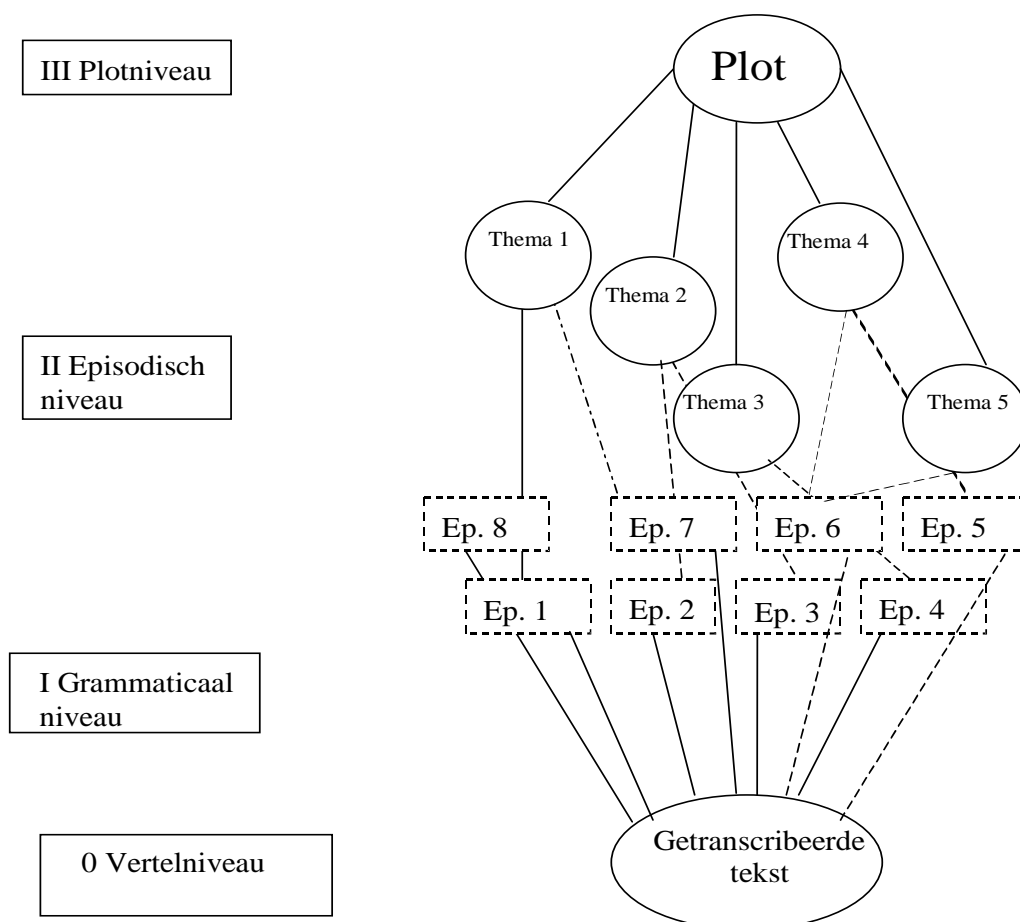 III Plotniveau
Plot
Thema 1
Thema 4
Thema 2
II Episodisch
niveau
Thema 3
Thema 5
Ep. 8
Ep. 7
Ep. 6
Ep. 5
Ep. 1
Ep. 2
Ep. 3
Ep. 4
I Grammaticaal
niveau
0 Vertelniveau
Getranscribeerde
tekst